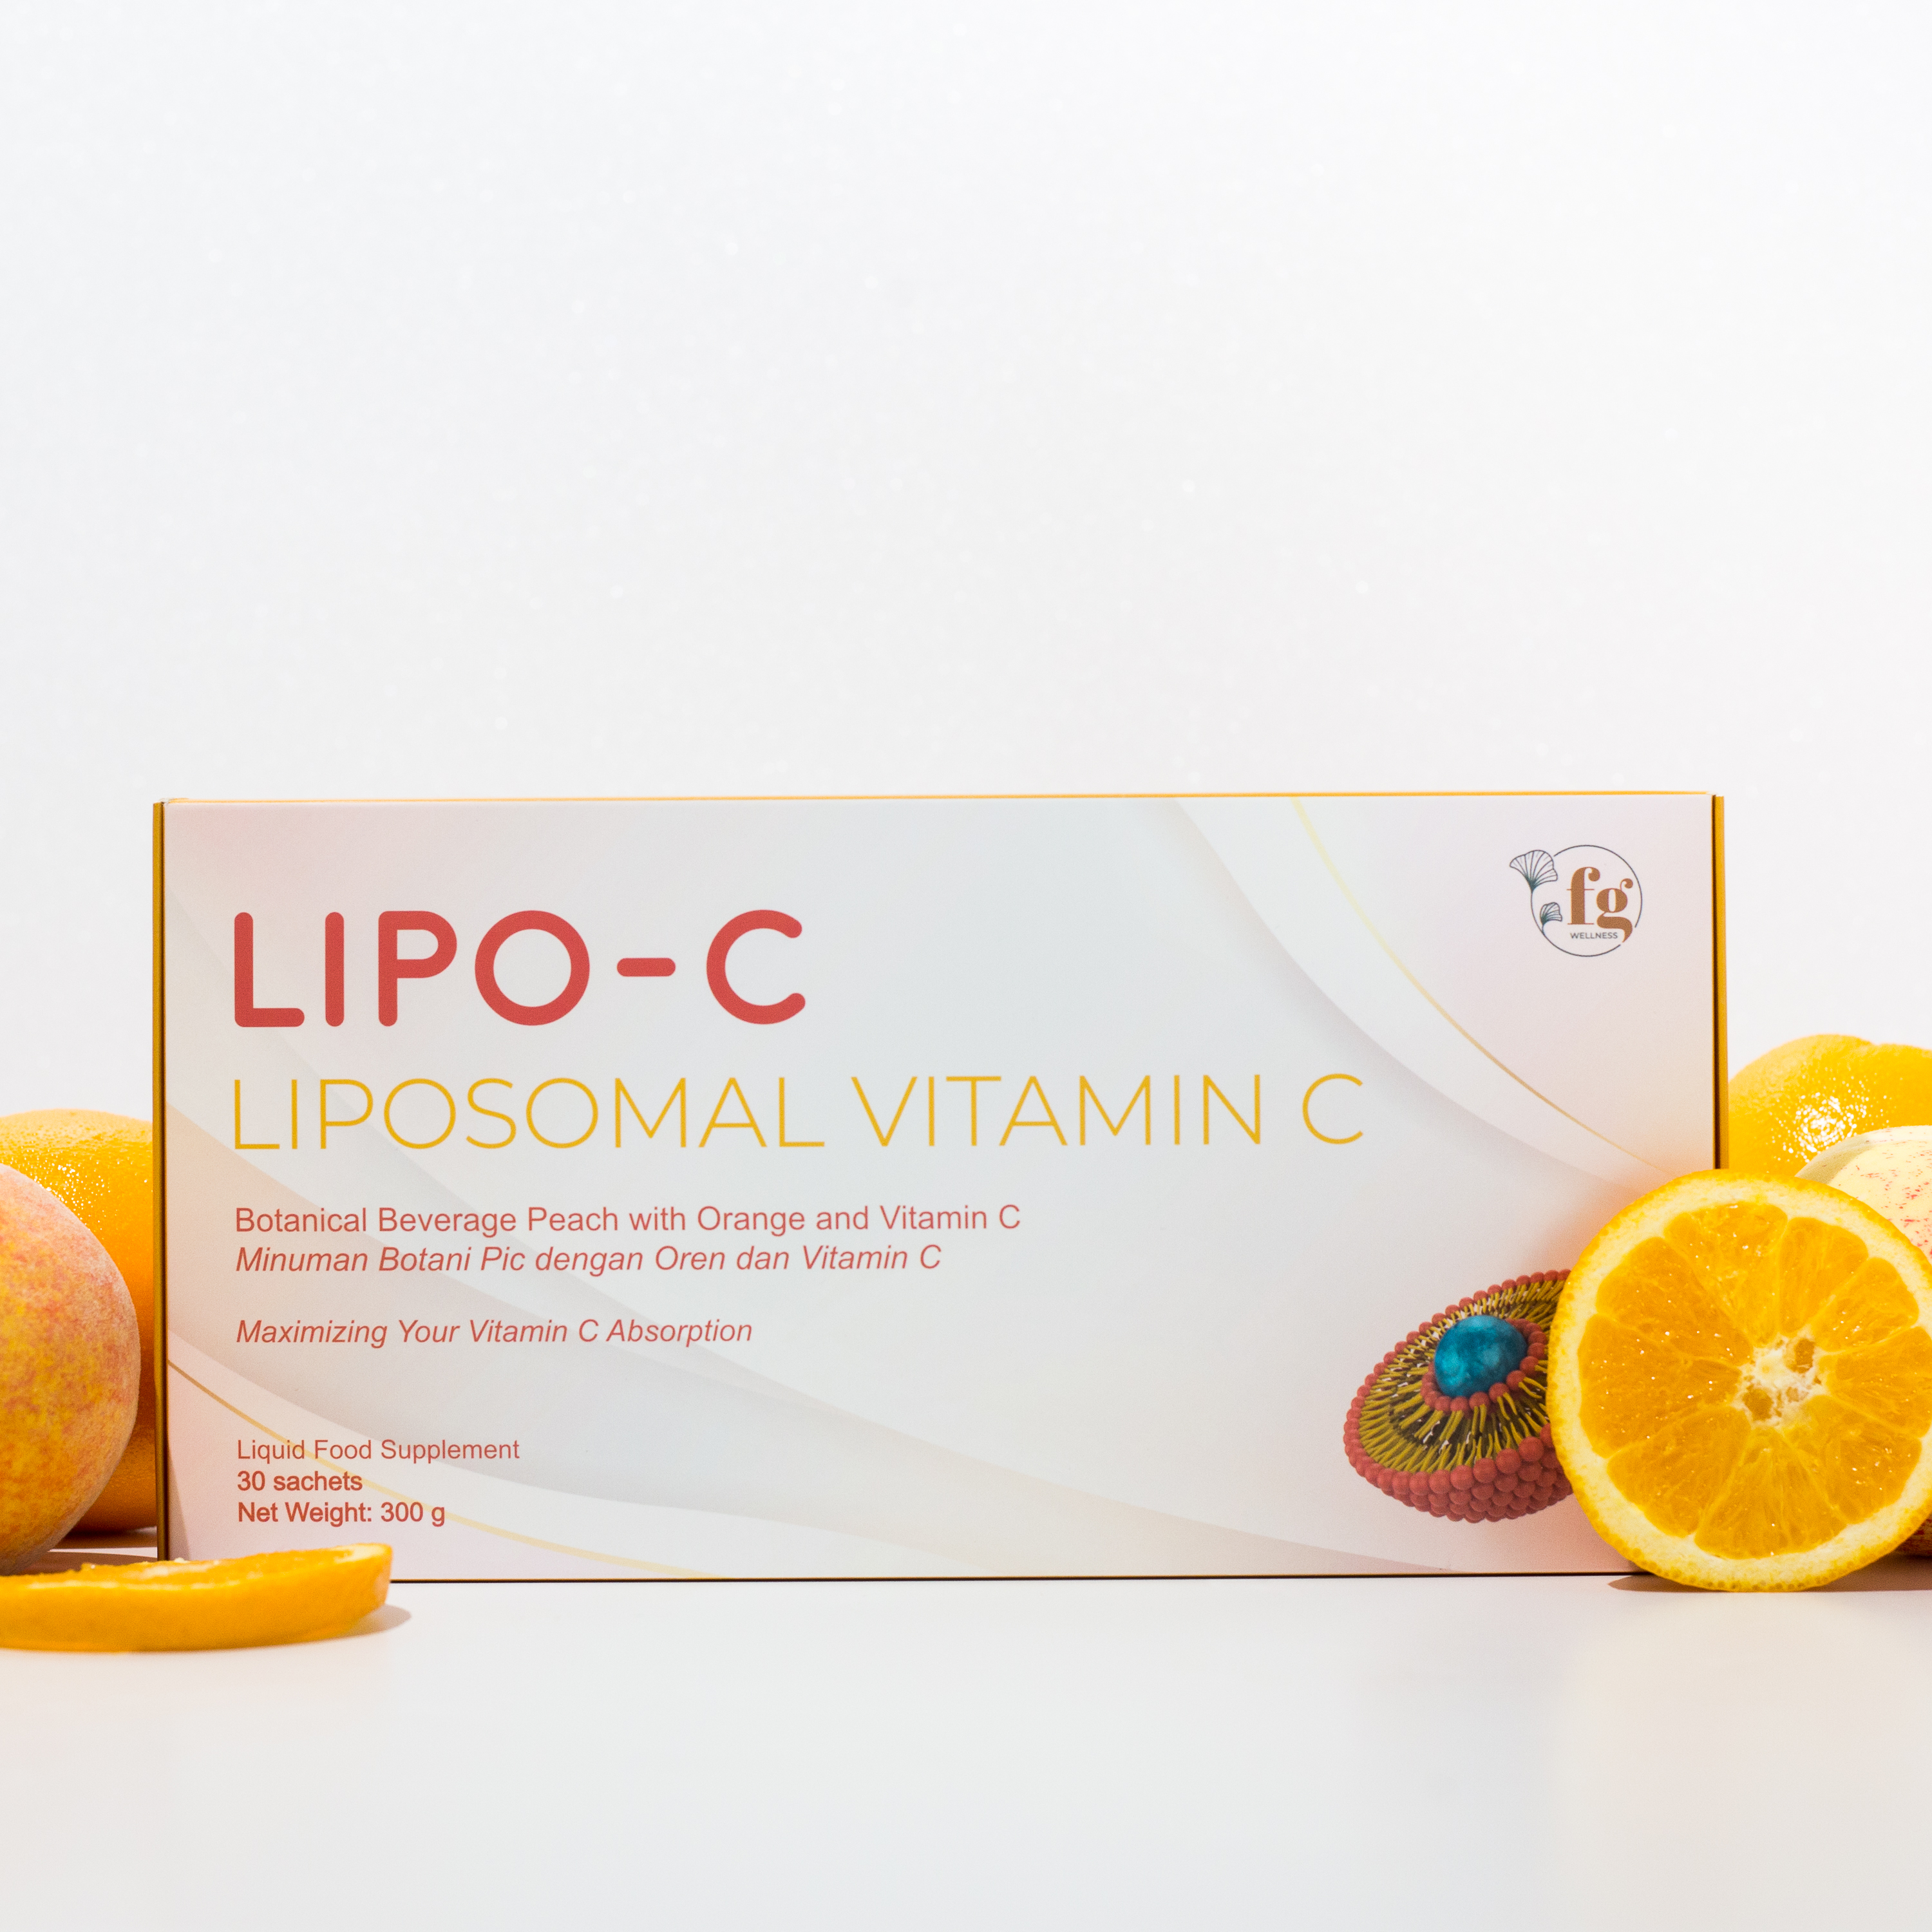 fg
WELLNESS
LIPO-C
LIPOSOMAL VITAMIN C
Botanical Beverage Peach with Orange and Vitamin C
Minuman Botani Pic dengan Oren dan Vitamin C
Maximizing Your Vitamin C Absorption
Liquid Food Supplement
30 sachets
Net Weight: 300 g